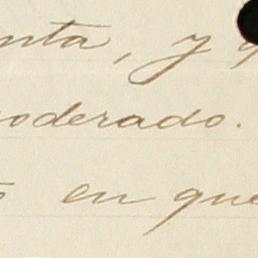 nta, y q
oderado.
o en que